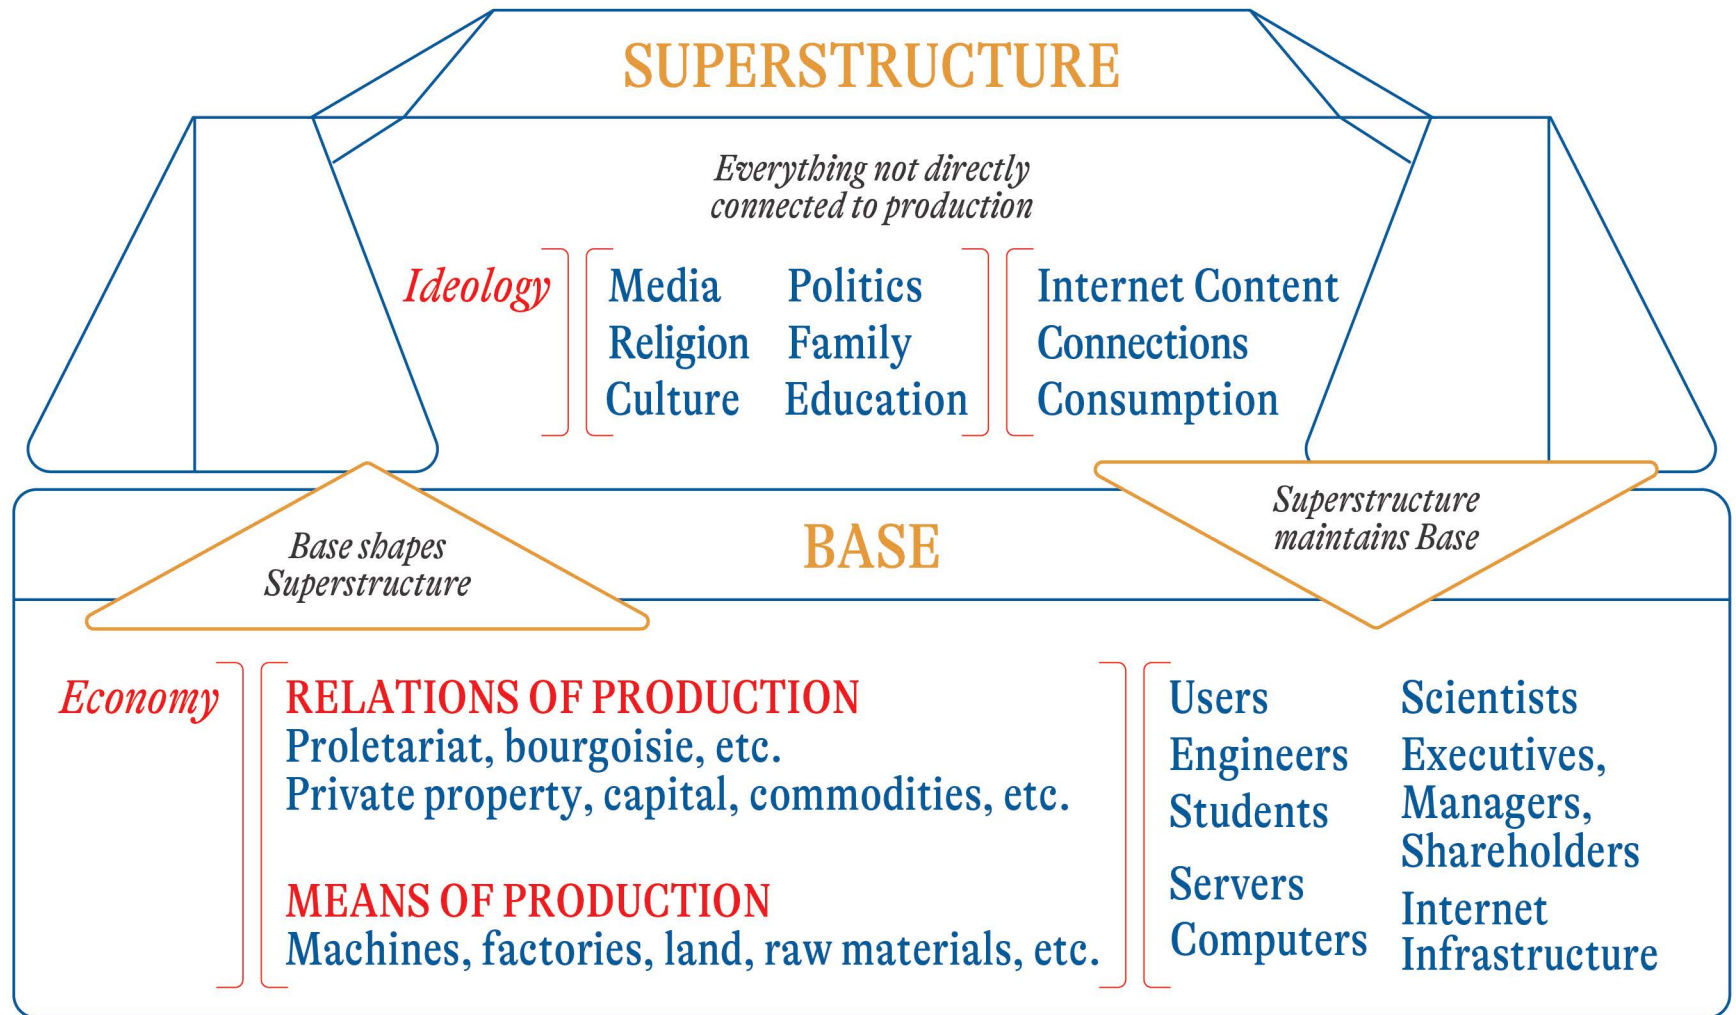 SUPERSTRUCTURE
Everything not directly
connected to production
Ideology
Media
Religion
Culture
Politics
Family
Education
Internet Content
Connections
Consumption
Base shapes
Superstructure
BASE
Superstructure
maintains Base
Economy
RELATIONS OF PRODUCTION
Proletariat, bourgoisie, etc.
Private property, capital, commodities, etc.
MEANS OF PRODUCTION
Machines, factories, land, raw materials, etc.
Users
Engineers
Students
Servers
Computers
Scientists
Executives,
Managers,
Shareholders
Internet
Infrastructure